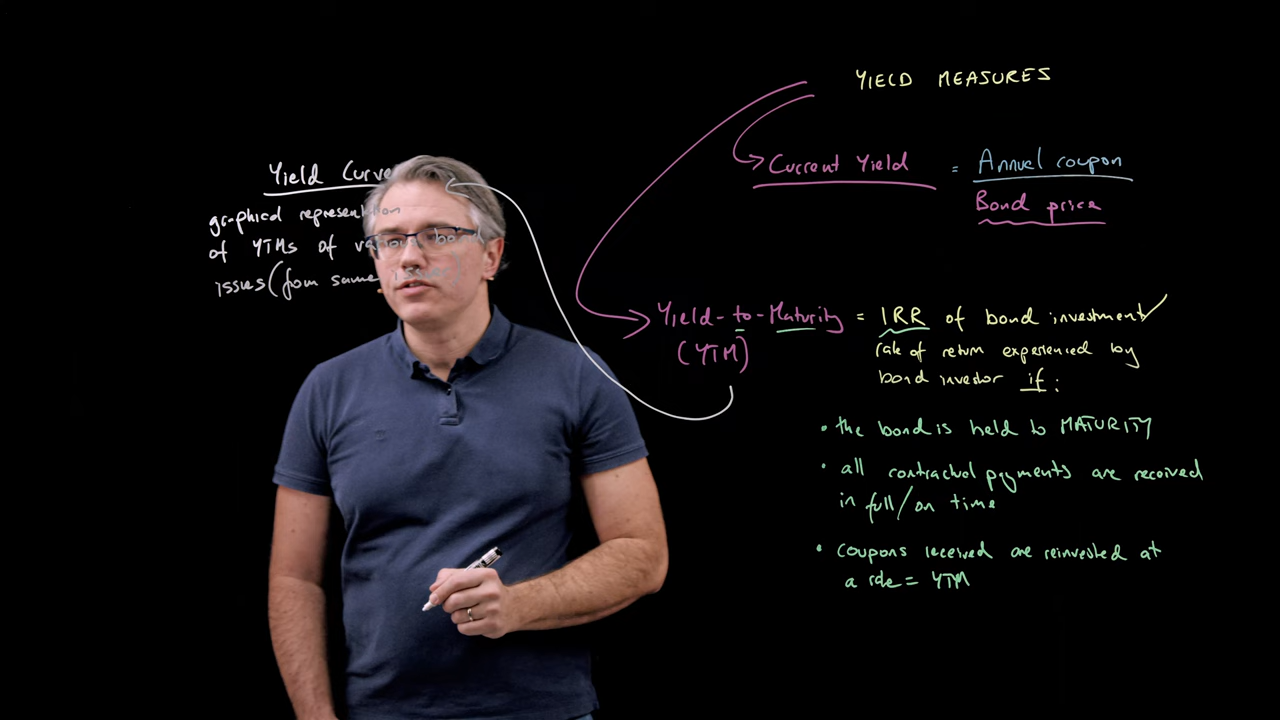 YIELD MEASURES
Current Yield = Annual coupon
Bond price
Yield Curve
graphical representation
of YTMs of
issues (from same
Yield-to-Maturity = IRR of bond investment
(YTM)
rate of return experienced by
bond investor if:
• the bond is held to MATURITY
• all contractual payments are received
in full/on time
• coupons received are reinvested at
a rate = YTM